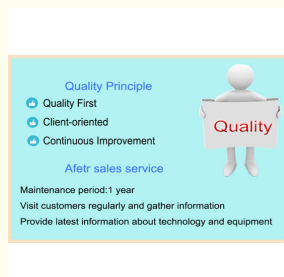 Quality Principle
Quality First
Client-oriented
Continuous Improvement
Quality
Afetr sales service
Maintenance period:1 year
Visit customers regularly and gather information
Provide latest information about technology and equipment